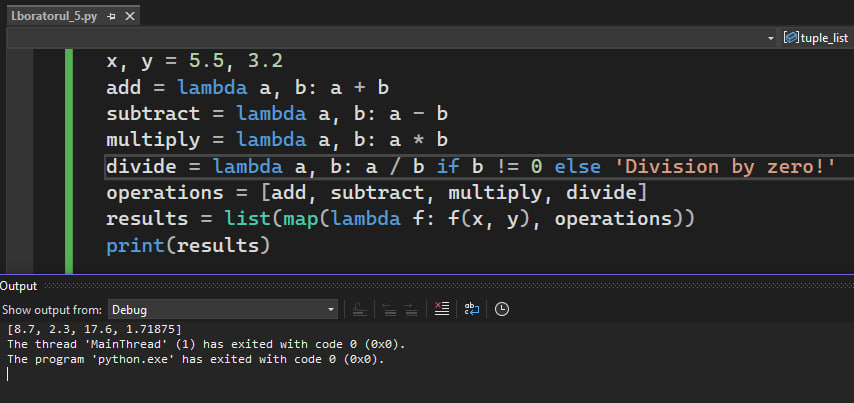 Lboratorul_5.py
tuple_list
x, y = 5.5, 3.2
add = lambda a, b: a + b
subtract = lambda a, b: a - b
multiply = lambda a, b: a * b
divide = lambda a, b: a / b if b != 0 else 'Division by zero!'
operations = [add, subtract, multiply, divide]
results = list(map(lambda f: f(x, y), operations))
print(results)
Output
Show output from: Debug
[8.7, 2.3, 17.6, 1.71875]
The thread 'MainThread' (1) has exited with code 0 (0x0).
The program 'python.exe' has exited with code 0 (0x0).